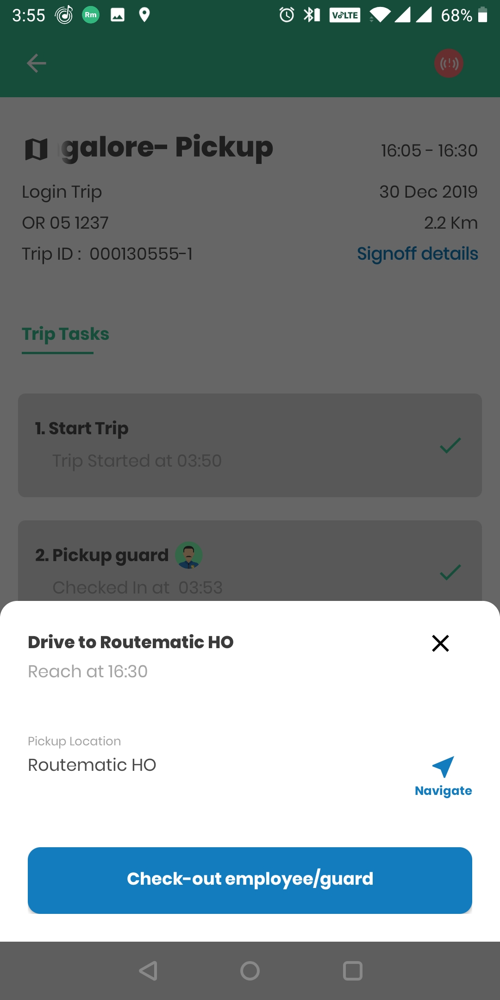 3:55 Rm VoLTE 68%
galore- Pickup 16:05 - 16:30
Login Trip 30 Dec 2019
OR 05 1237 2.2 Km
Trip ID : 000130555-1 Signoff details
Trip Tasks
1. Start Trip
Trip Started at 03:50
2. Pickup guard
Checked In at 03:53
Drive to Routematic HO
Reach at 16:30
Pickup Location
Routematic HO
Navigate
Check-out employee/guard